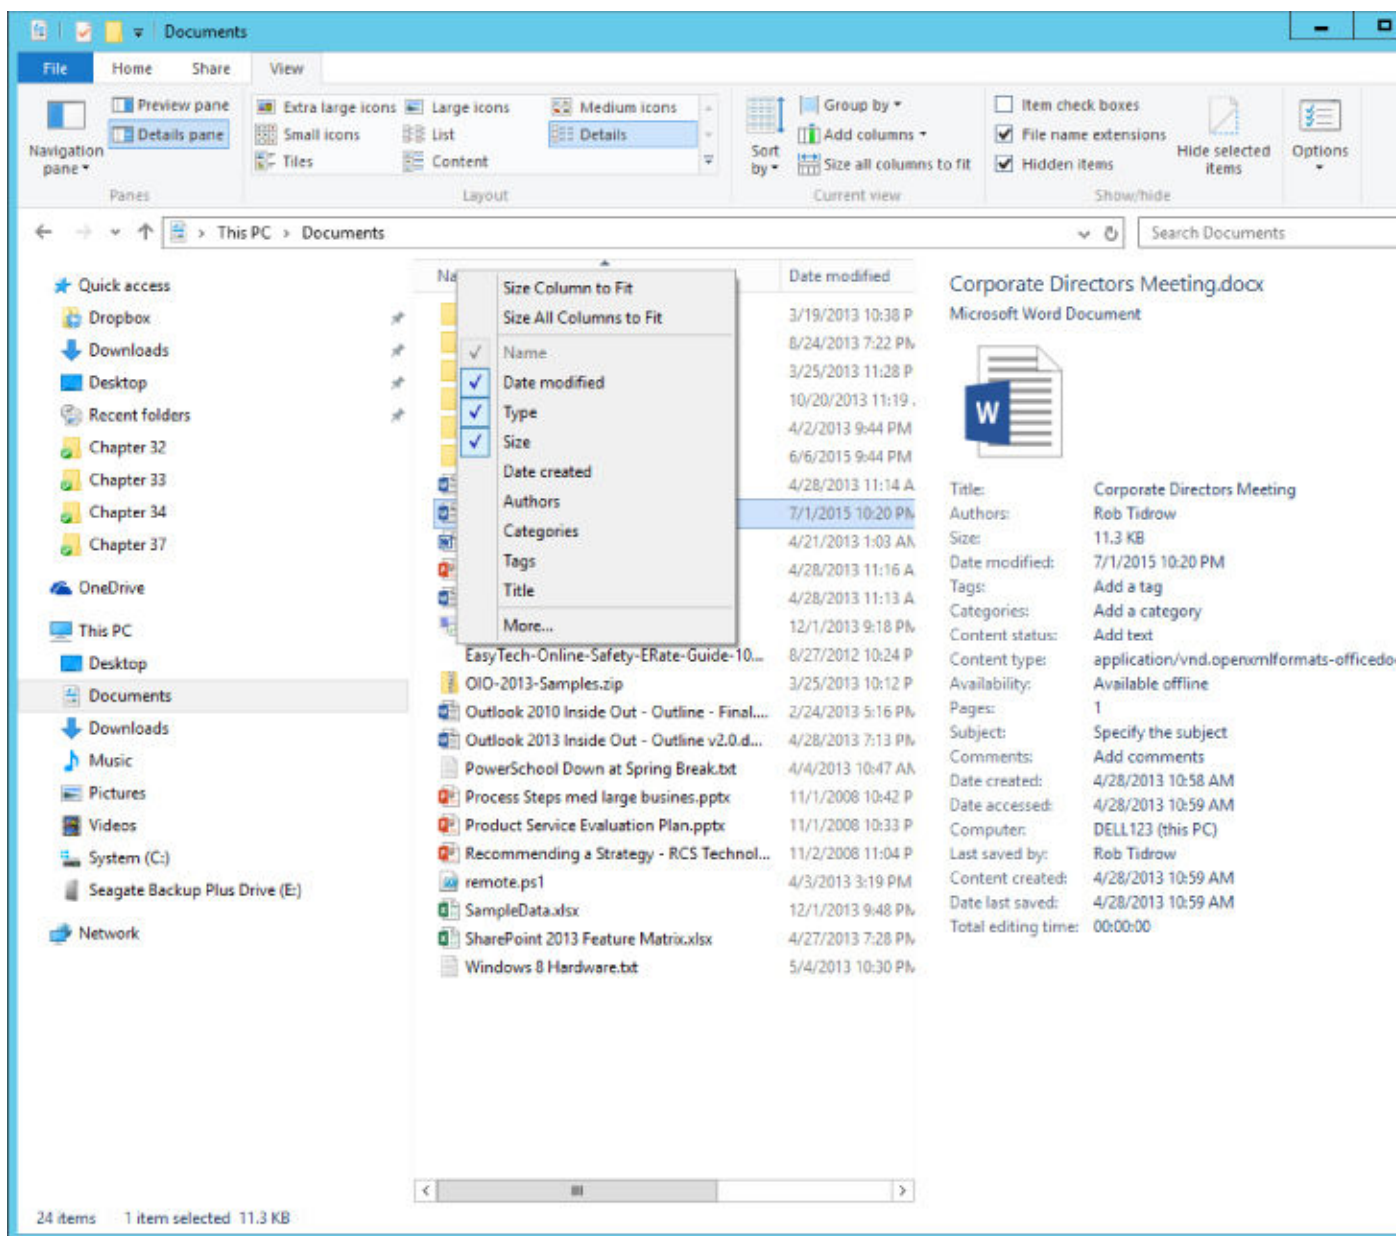 Documents
File Home Share View
Navigation pane
Preview pane
Details pane
Panes
Extra large icons Large icons Medium icons
Small icons List Details
Tiles Content
Layout
Sort by
Group by
Add columns
Size all columns to fit
Current view
Item check boxes
File name extensions
Hidden items
Hide selected items
Show/hide
Options
This PC > Documents
Search Documents
Quick access
Dropbox
Downloads
Desktop
Recent folders
Chapter 32
Chapter 33
Chapter 34
Chapter 37
OneDrive
This PC
Desktop
Documents
Downloads
Music
Pictures
Videos
System (C:)
Seagate Backup Plus Drive (E:)
Network
Na
Size Column to Fit
Size All Columns to Fit
Name
Date modified
Type
Size
Date created
Authors
Categories
Tags
Title
More...
Date modified
3/19/2013 10:38 P
8/24/2013 7:22 PM
3/25/2013 11:28 P
10/20/2013 11:19 .
4/2/2013 9:44 PM
6/6/2015 9:44 PM
4/28/2013 11:14 A
7/1/2015 10:20 PM
4/21/2013 1:03 AM
4/28/2013 11:16 A
4/28/2013 11:13 A
12/1/2013 9:18 PM
EasyTech-Online-Safety-ERate-Guide-10... 8/27/2012 10:24 P
OIO-2013-Samples.zip 3/25/2013 10:12 P
Outlook 2010 Inside Out - Outline - Final.... 2/24/2013 5:16 PM
Outlook 2013 Inside Out - Outline v2.0.d... 4/28/2013 7:13 PM
PowerSchool Down at Spring Break.txt 4/4/2013 10:47 AM
Process Steps med large busines.pptx 11/1/2008 10:42 P
Product Service Evaluation Plan.pptx 11/1/2008 10:33 P
Recommending a Strategy - RCS Technol... 11/2/2008 11:04 P
remote.ps1 4/3/2013 3:19 PM
SampleData.xlsx 12/1/2013 9:48 PM
SharePoint 2013 Feature Matrix.xlsx 4/27/2013 7:28 PM
Windows 8 Hardware.txt 5/4/2013 10:30 PM
Corporate Directors Meeting.docx
Microsoft Word Document
W
Title: Corporate Directors Meeting
Authors: Rob Tidrow
Size: 11.3 KB
Date modified: 7/1/2015 10:20 PM
Tags: Add a tag
Categories: Add a category
Content status: Add text
Content type: application/vnd.openxmlformats-officedo
Availability: Available offline
Pages: 1
Subject: Specify the subject
Comments: Add comments
Date created: 4/28/2013 10:58 AM
Date accessed: 4/28/2013 10:59 AM
Computer: DELL123 (this PC)
Last saved by: Rob Tidrow
Content created: 4/28/2013 10:59 AM
Date last saved: 4/28/2013 10:59 AM
Total editing time: 00:00:00
24 items 1 item selected 11.3 KB